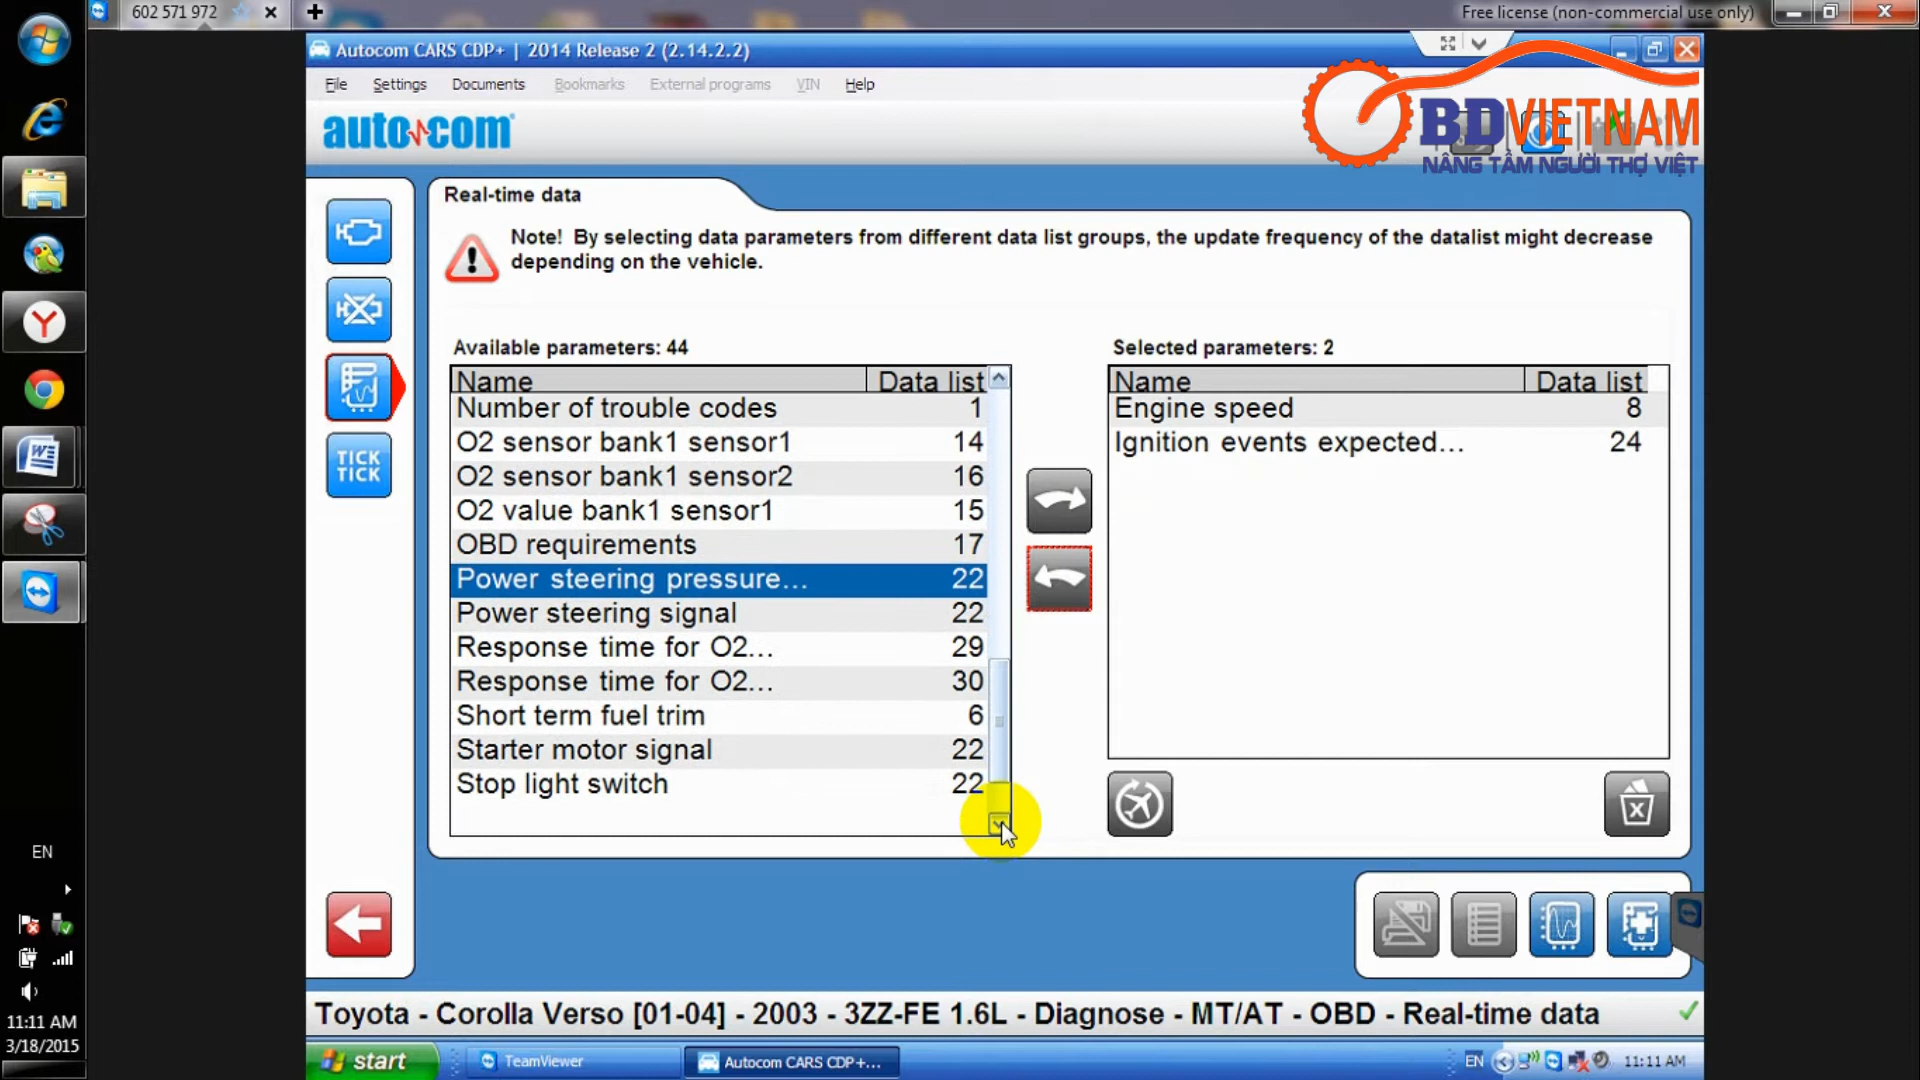 602 571 972
Free license (non-commercial use only)
Autocom CARS CDP+ | 2014 Release 2 (2.14.2.2)
File Settings Documents Bookmarks External programs VIN Help
autocom
BDVIETNAM
NÂNG TẦM NGƯỜI THỢ VIỆT
Real-time data
Note! By selecting data parameters from different data list groups, the update frequency of the datalist might decrease
depending on the vehicle.
Available parameters: 44
Name Data list
Number of trouble codes 1
O2 sensor bank1 sensor1 14
O2 sensor bank1 sensor2 16
O2 value bank1 sensor1 15
OBD requirements 17
Power steering pressure... 22
Power steering signal 22
Response time for O2... 29
Response time for O2... 30
Short term fuel trim 6
Starter motor signal 22
Stop light switch 22
Selected parameters: 2
Name Data list
Engine speed 8
Ignition events expected... 24
TICK
TICK
Toyota - Corolla Verso [01-04] - 2003 - 3ZZ-FE 1.6L - Diagnose - MT/AT - OBD - Real-time data
start TeamViewer Autocom CARS CDP+... EN 11:11 AM
EN
11:11 AM
3/18/2015